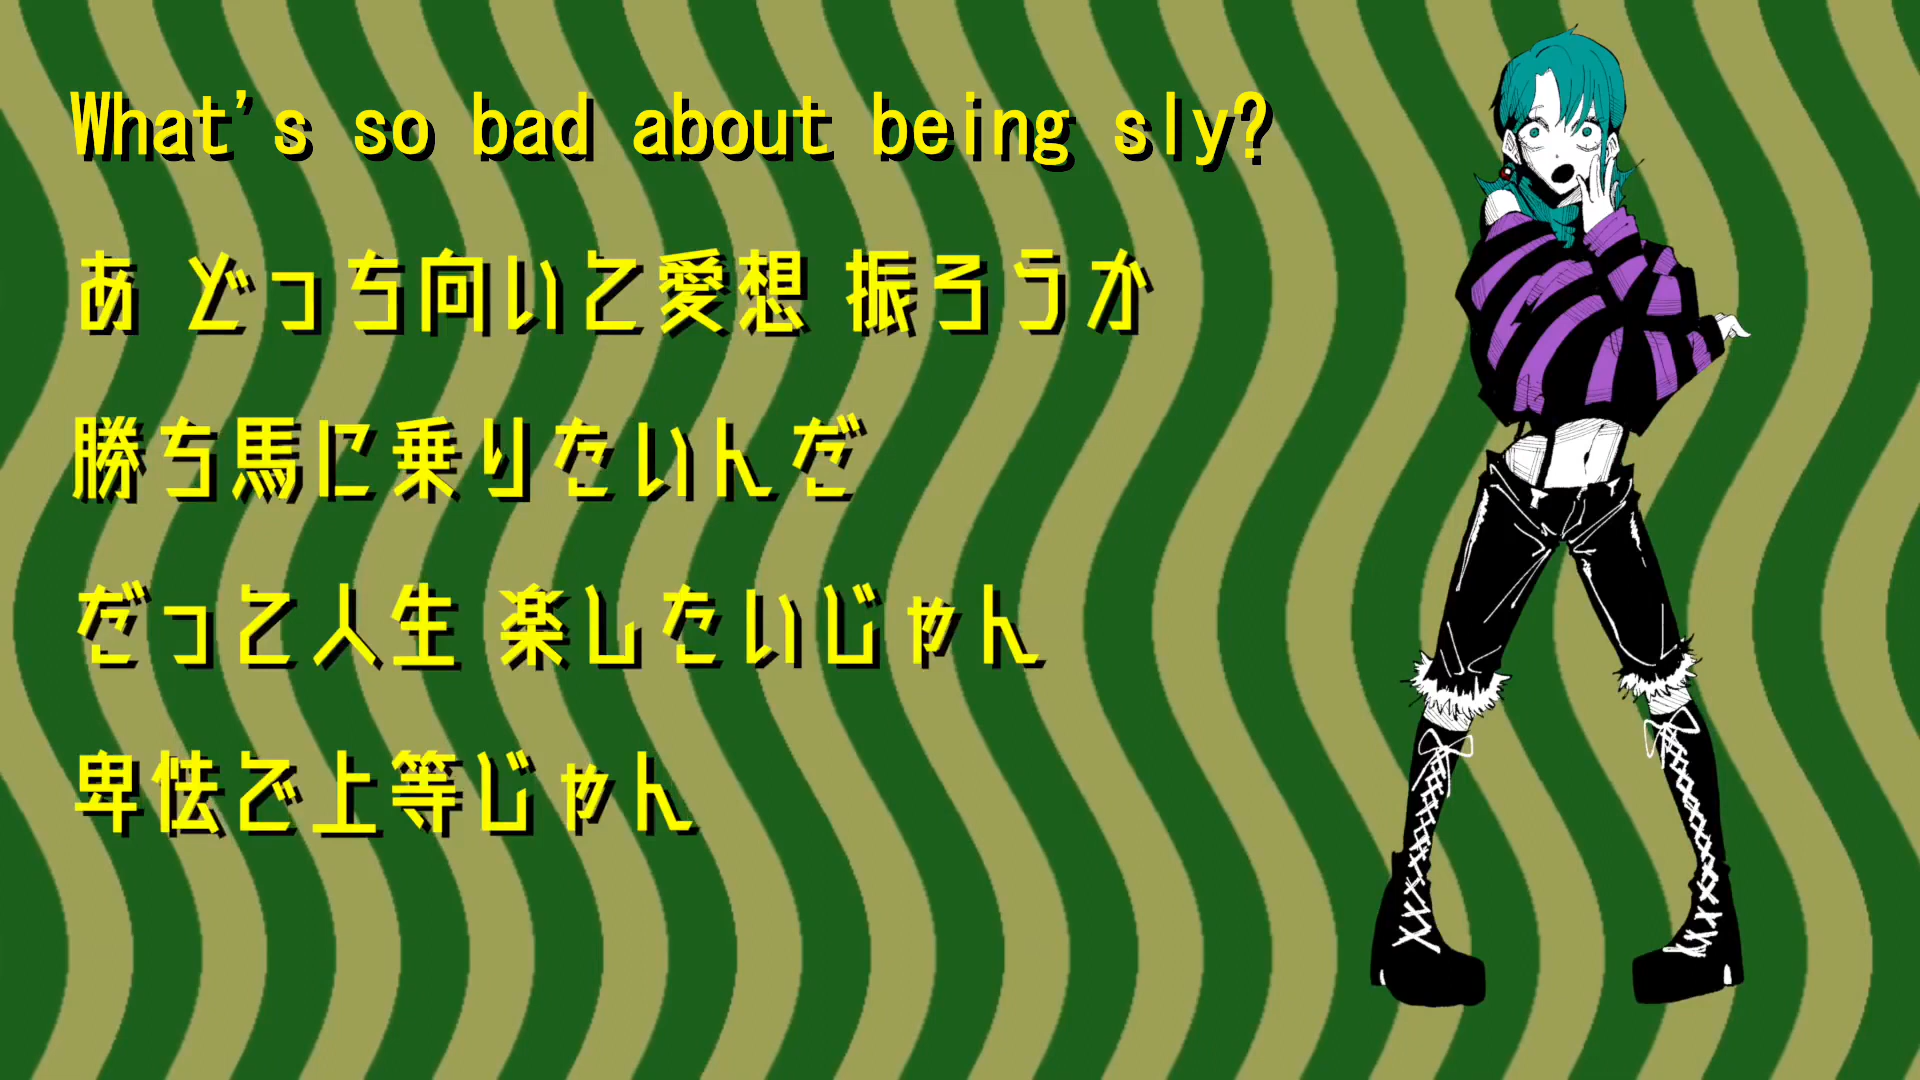 What's so bad about being sly?
あ どっち向いて愛想 振ろうか
勝ち馬に乗りたいんだ
だって人生 楽したいじゃん
卑怯で上等じゃん